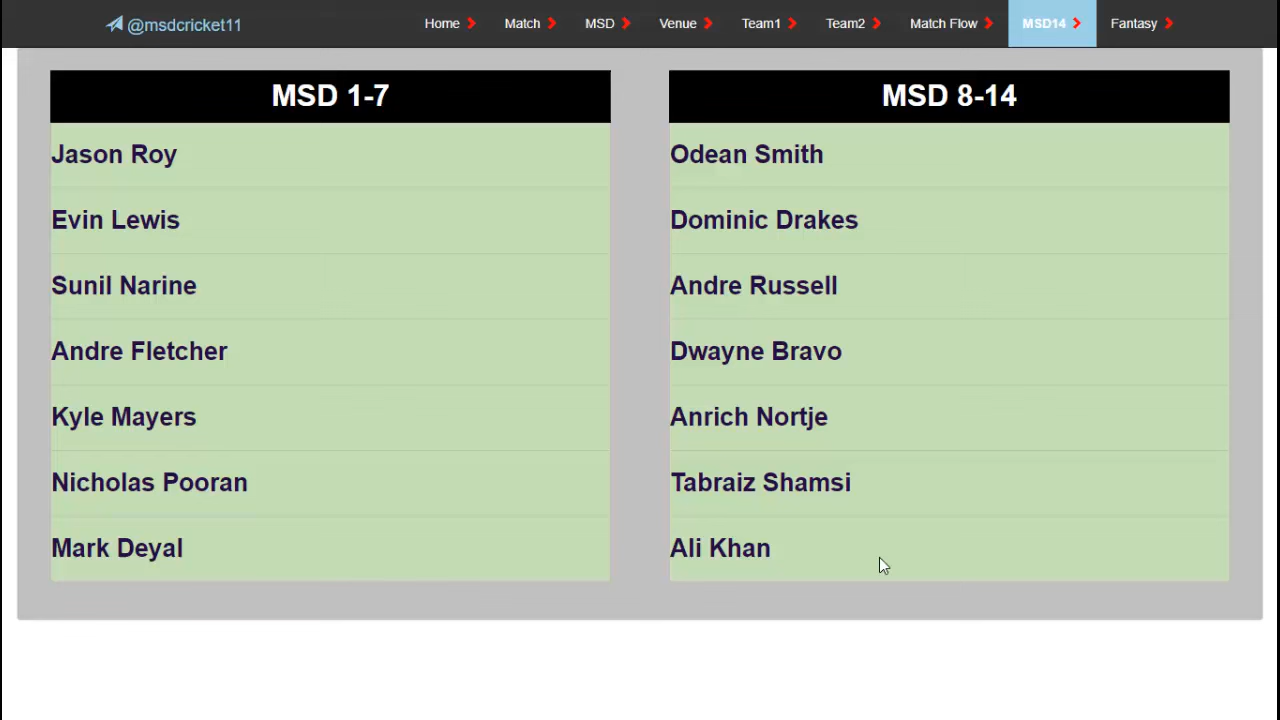 @msdcricket11
Home Match MSD Venue Team1 Team2 Match Flow MSD14 Fantasy
MSD 1-7
Jason Roy
Evin Lewis
Sunil Narine
Andre Fletcher
Kyle Mayers
Nicholas Pooran
Mark Deyal
MSD 8-14
Odean Smith
Dominic Drakes
Andre Russell
Dwayne Bravo
Anrich Nortje
Tabraiz Shamsi
Ali Khan